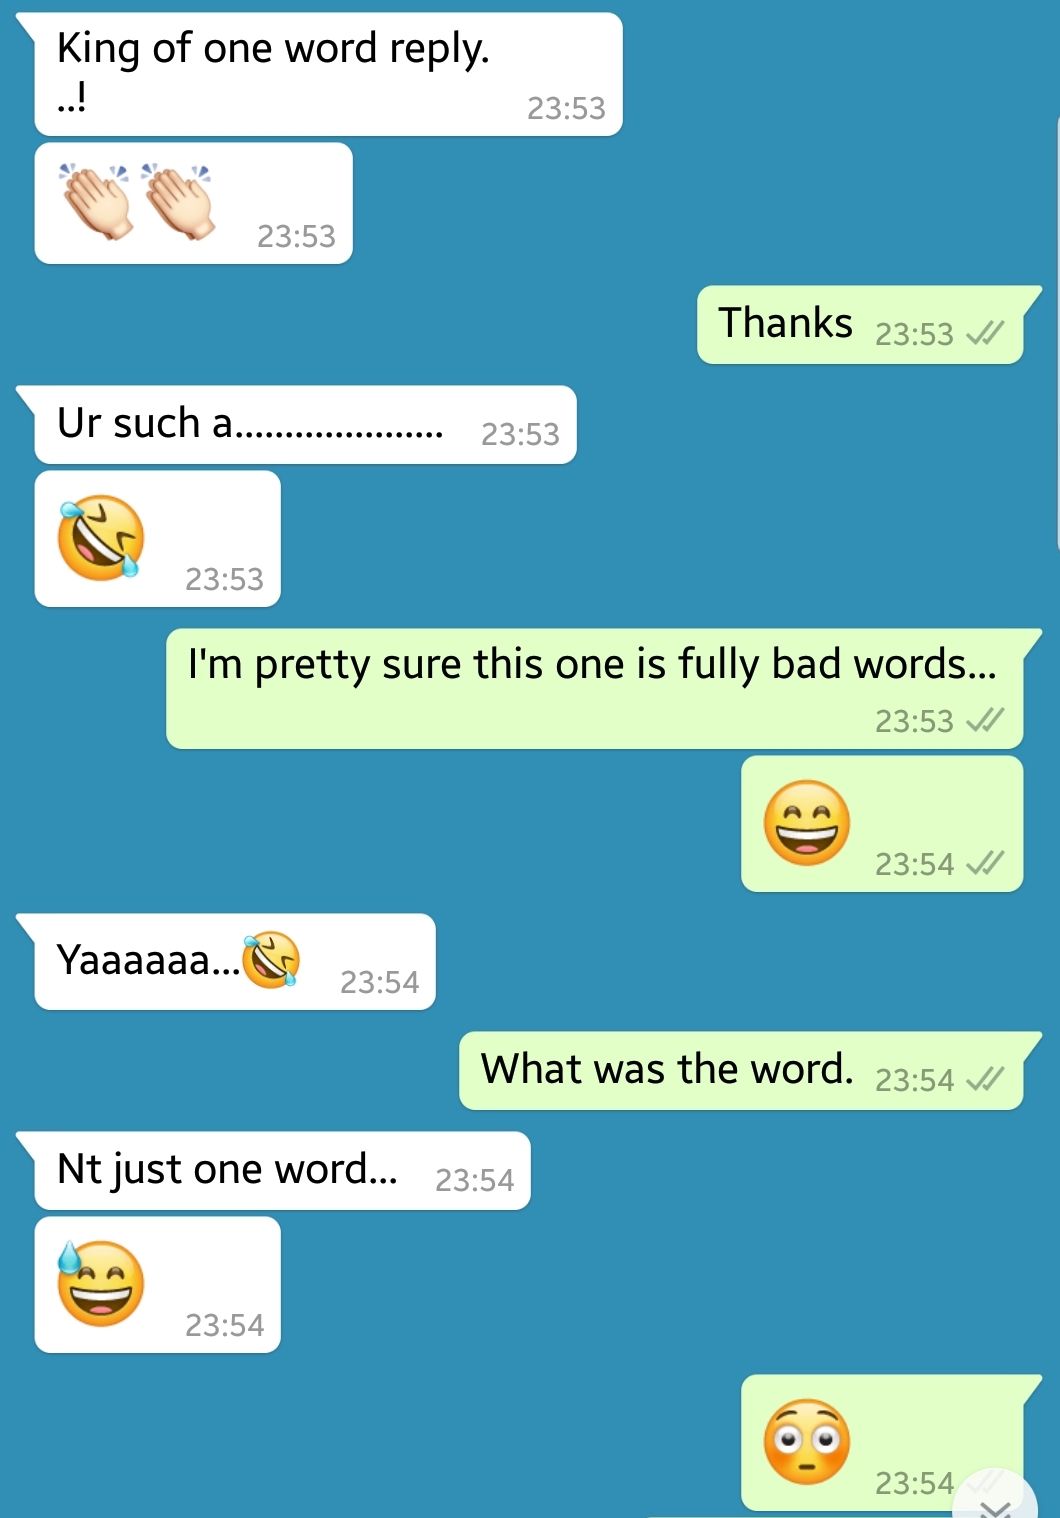 King of one word reply.
..! 23:53
👏🏻👏🏻 23:53
Thanks 23:53
Ur such a..................... 23:53
🤣 23:53
I'm pretty sure this one is fully bad words...
23:53
😄 23:54
Yaaaaaa...🤣 23:54
What was the word. 23:54
Nt just one word... 23:54
😅 23:54
😳 23:54